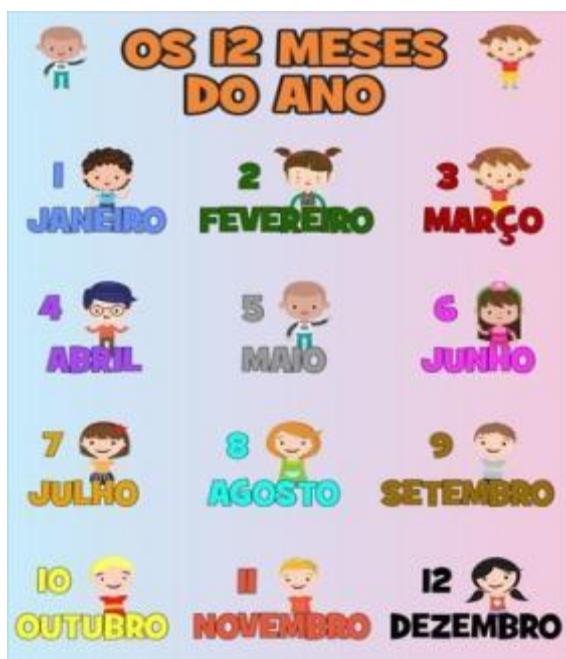 OS 12 MESES
DO ANO
1 JANEIRO
2 FEVEREIRO
3 MARÇO
4 ABRIL
5 MAIO
6 JUNHO
7 JULHO
8 AGOSTO
9 SETEMBRO
10 OUTUBRO
11 NOVEMBRO
12 DEZEMBRO